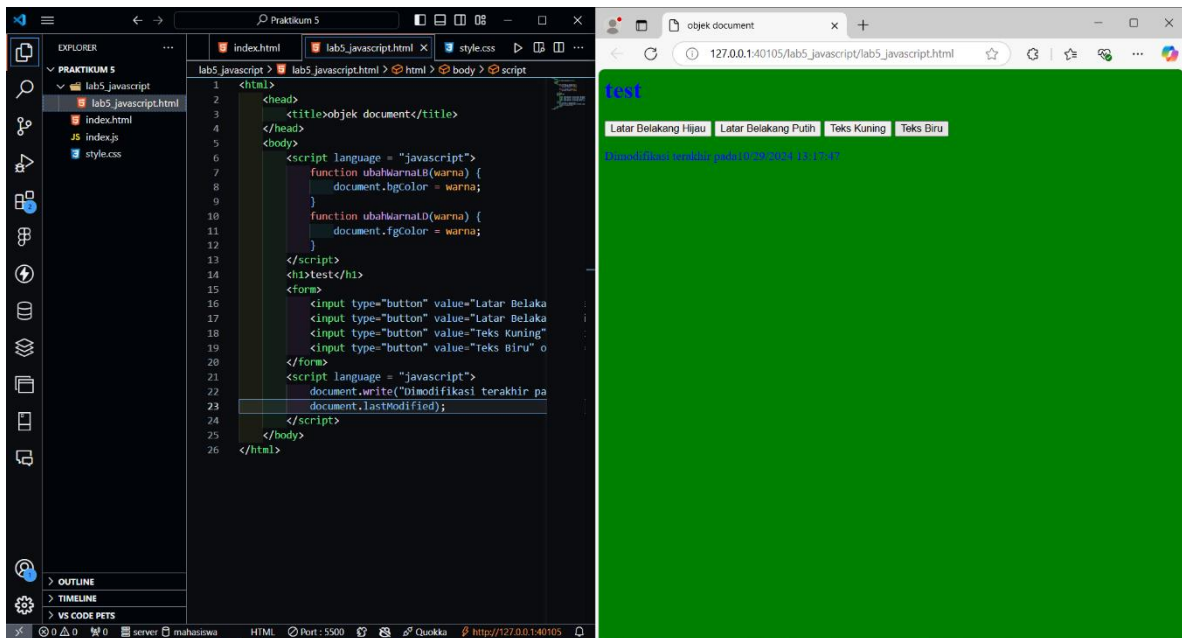 Praktikum 5
EXPLORER
index.html
lab5_javascript.html
style.css
PRAKTIKUM 5
lab5_javascript
lab5_javascript.html
index.html
JS index.js
style.css
lab5_javascript > lab5_javascript.html > html > body > script
1 <html>
2 <head>
3 <title>objek document</title>
4 </head>
5 <body>
6 <script language = "javascript">
7 function ubahWarnaLB(warna) {
8 document.bgColor = warna;
9 }
10 function ubahWarnaLD(warna) {
11 document.fgColor = warna;
12 }
13 </script>
14 <h1>test</h1>
15 <form>
16 <input type="button" value="Latar Belaka
17 <input type="button" value="Latar Belaka
18 <input type="button" value="Teks Kuning"
19 <input type="button" value="Teks Biru" o
20 </form>
21 <script language = "javascript">
22 document.write("Dimodifikasi terakhir pa
23 document.lastModified);
24 </script>
25 </body>
26 </html>
OUTLINE
TIMELINE
VS CODE PETS
0 0 0 server mahasiswa HTML Port : 5500 Quokka http://127.0.0.1:40105
objek document
127.0.0.1:40105/lab5_javascript/lab5_javascript.html
test
Latar Belakang Hijau Latar Belakang Putih Teks Kuning Teks Biru
Dimodifikasi terakhir pada10/29/2024 13:17:47